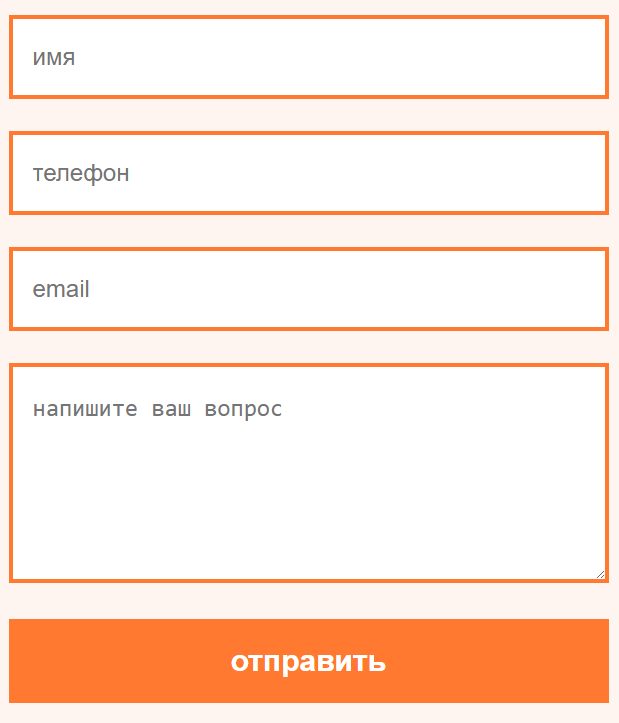 имя
телефон
email
напишите ваш вопрос
отправить